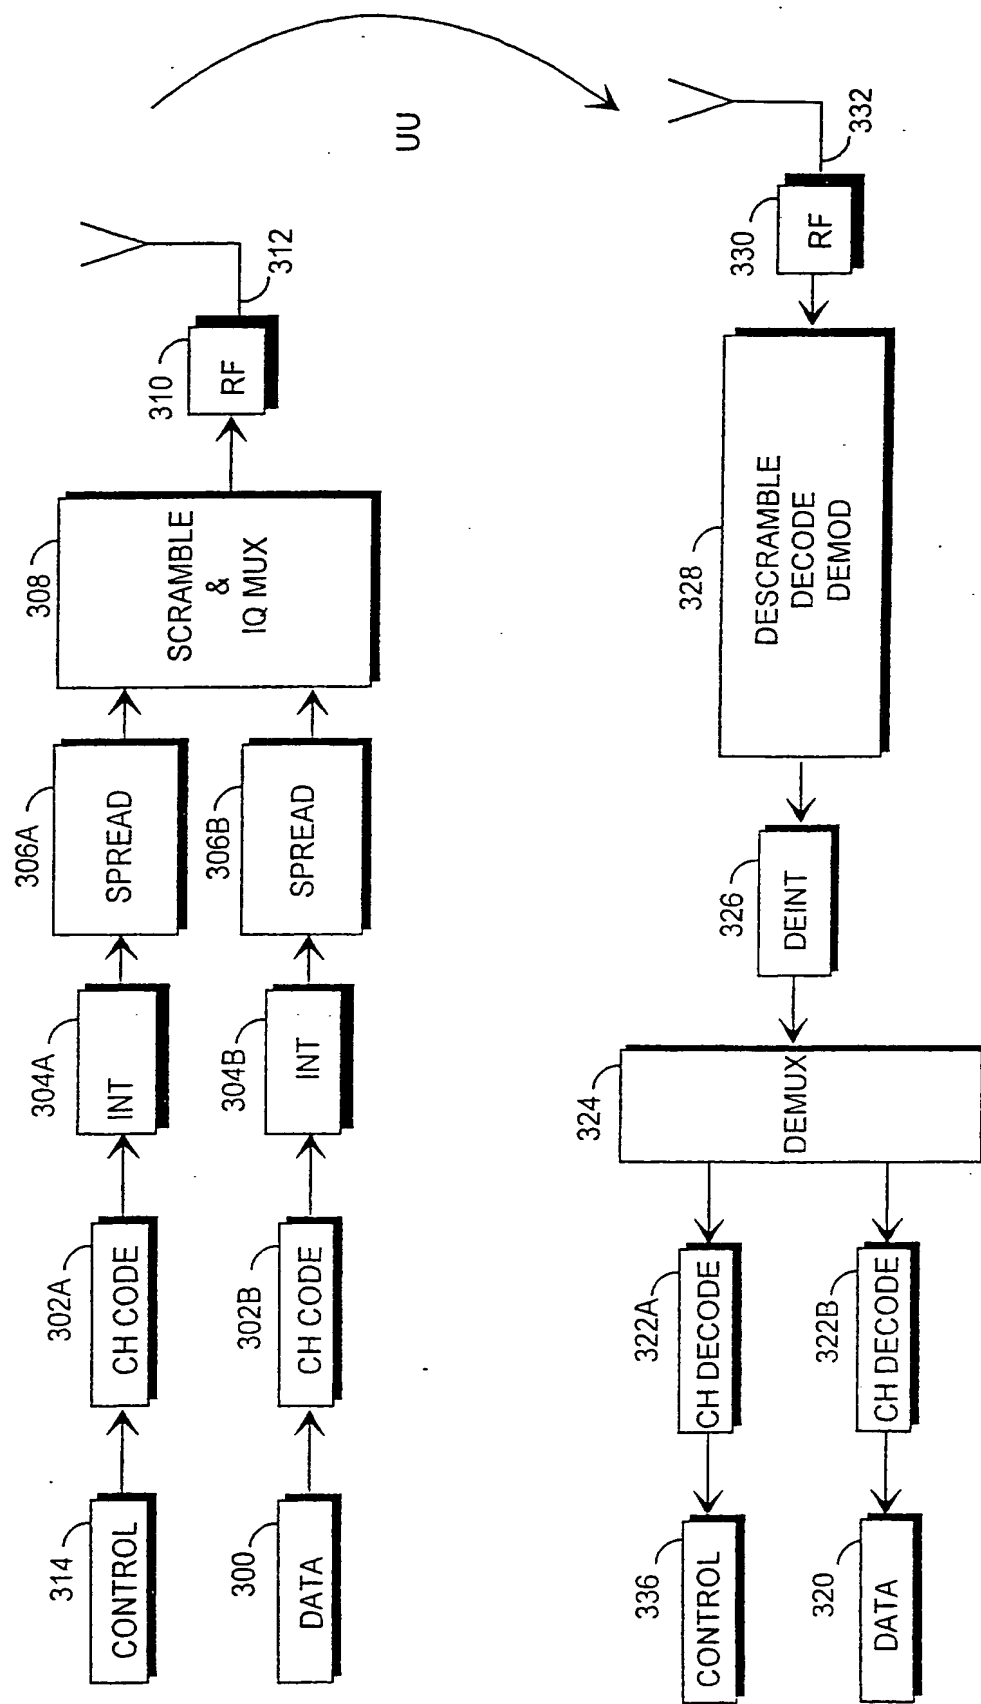 314
CONTROL
302A
CH CODE
304A
INT
306A
SPREAD
300
DATA
302B
CH CODE
304B
INT
306B
SPREAD
308
SCRAMBLE
&
IQ MUX
310
RF
312
UU
336
CONTROL
322A
CH DECODE
320
DATA
322B
CH DECODE
324
DEMUX
326
DEINT
328
DESCRAMBLE
DECODE
DEMOD
330
RF
332